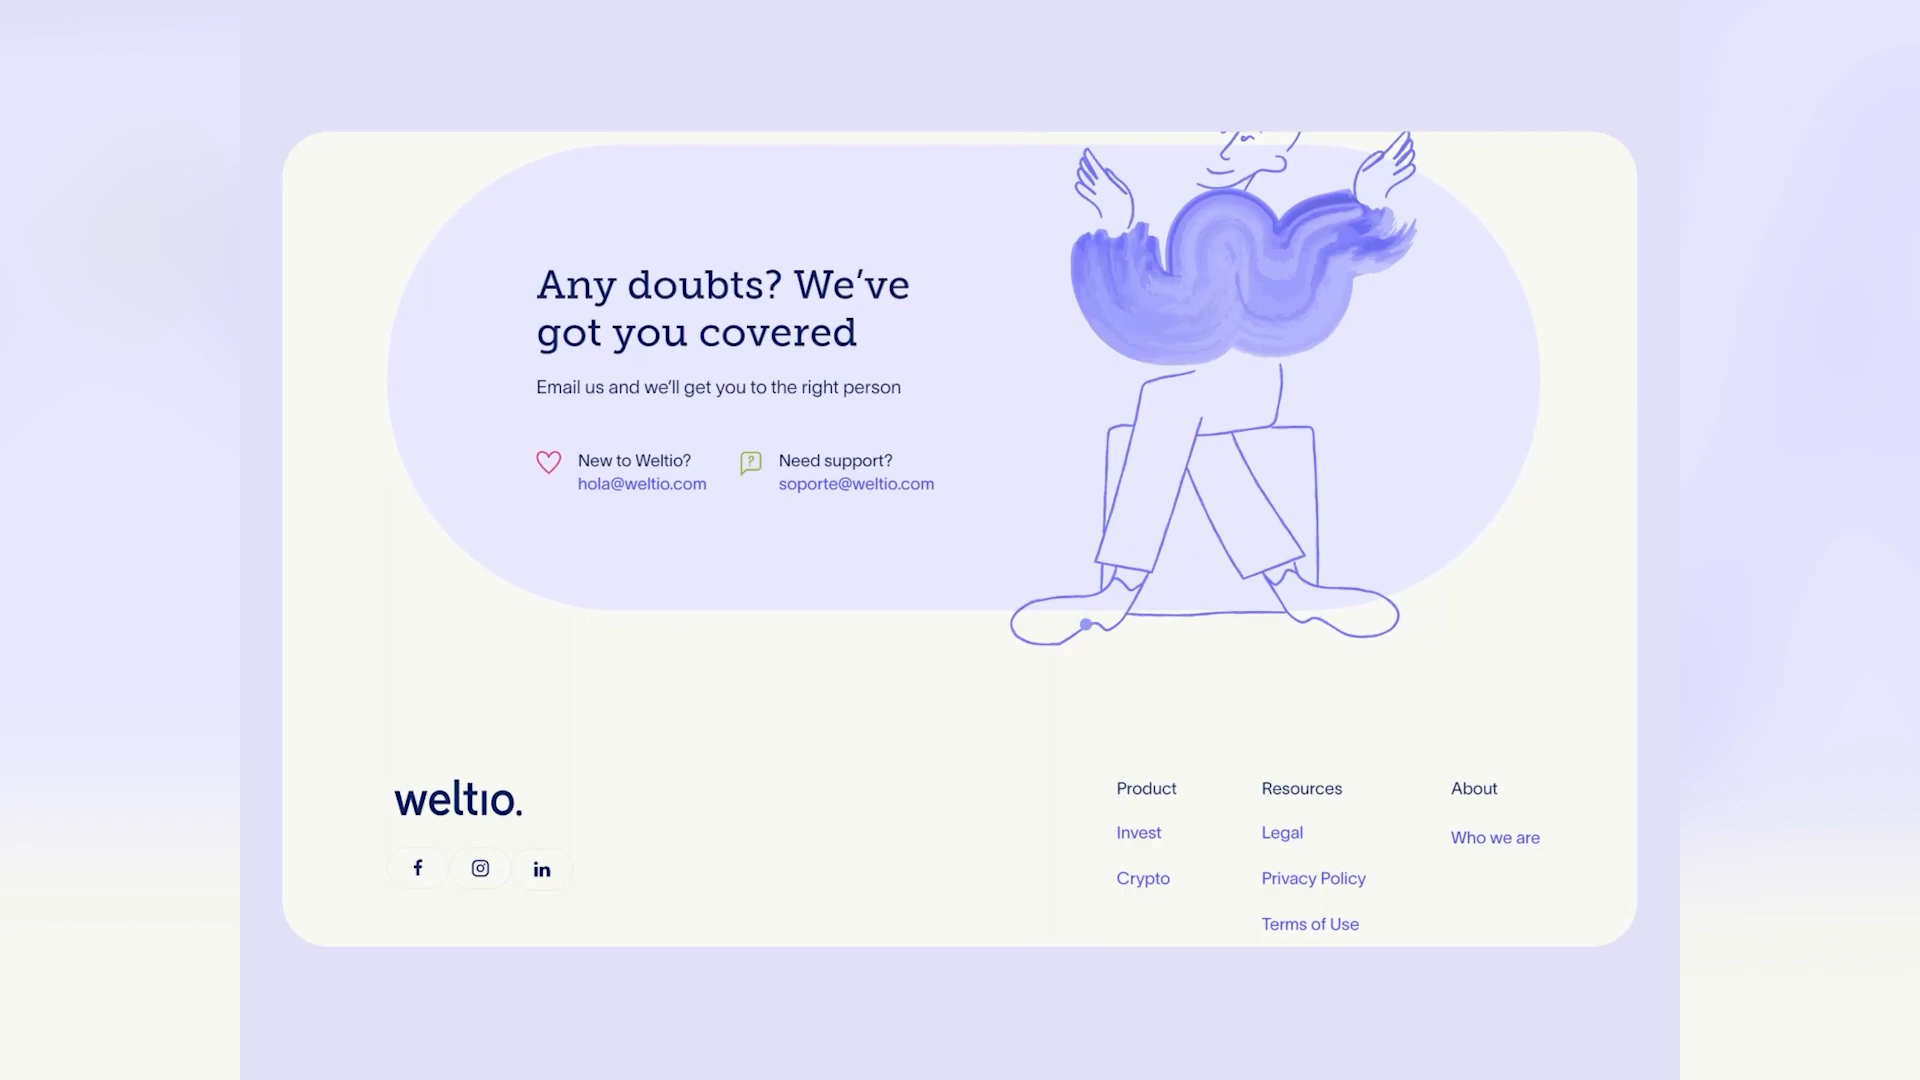 Any doubts? We’ve
got you covered
Email us and we’ll get you to the right person
New to Weltio?
hola@weltio.com
Need support?
soporte@weltio.com
weltıo.
Product
Invest
Crypto
Resources
Legal
Privacy Policy
Terms of Use
About
Who we are